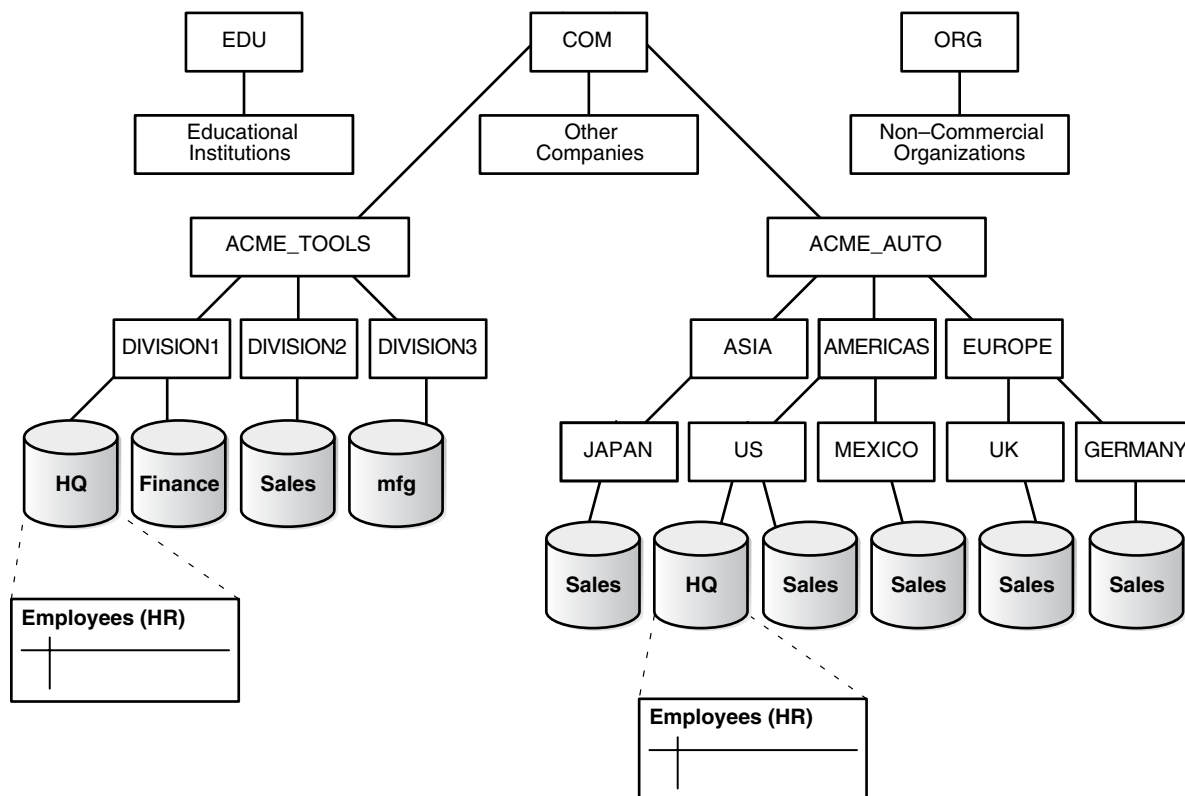 EDU
COM
ORG
Educational
Institutions
Other
Companies
Non–Commercial
Organizations
ACME_TOOLS
ACME_AUTO
DIVISION1
DIVISION2
DIVISION3
ASIA
AMERICAS
EUROPE
HQ
Finance
Sales
mfg
JAPAN
US
MEXICO
UK
GERMANY
Sales
HQ
Sales
Sales
Sales
Sales
Employees (HR)
Employees (HR)